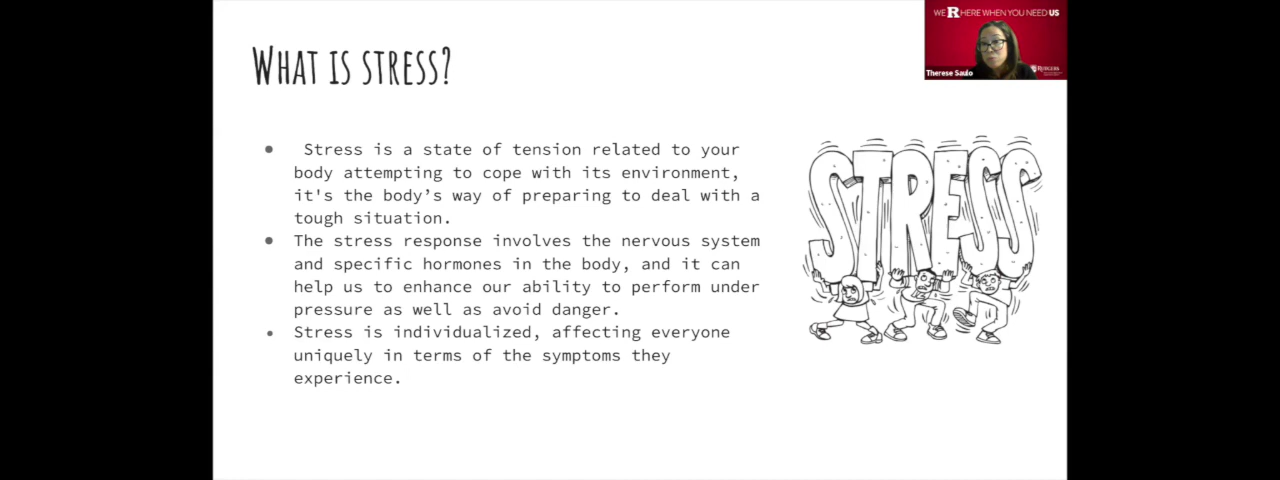 WE R HERE WHEN YOU NEED US
Therese Saulo
RUTGERS
WHAT IS STRESS?
● Stress is a state of tension related to your
body attempting to cope with its environment,
it's the body’s way of preparing to deal with a
tough situation.
● The stress response involves the nervous system
and specific hormones in the body, and it can
help us to enhance our ability to perform under
pressure as well as avoid danger.
● Stress is individualized, affecting everyone
uniquely in terms of the symptoms they
experience.
STRESS